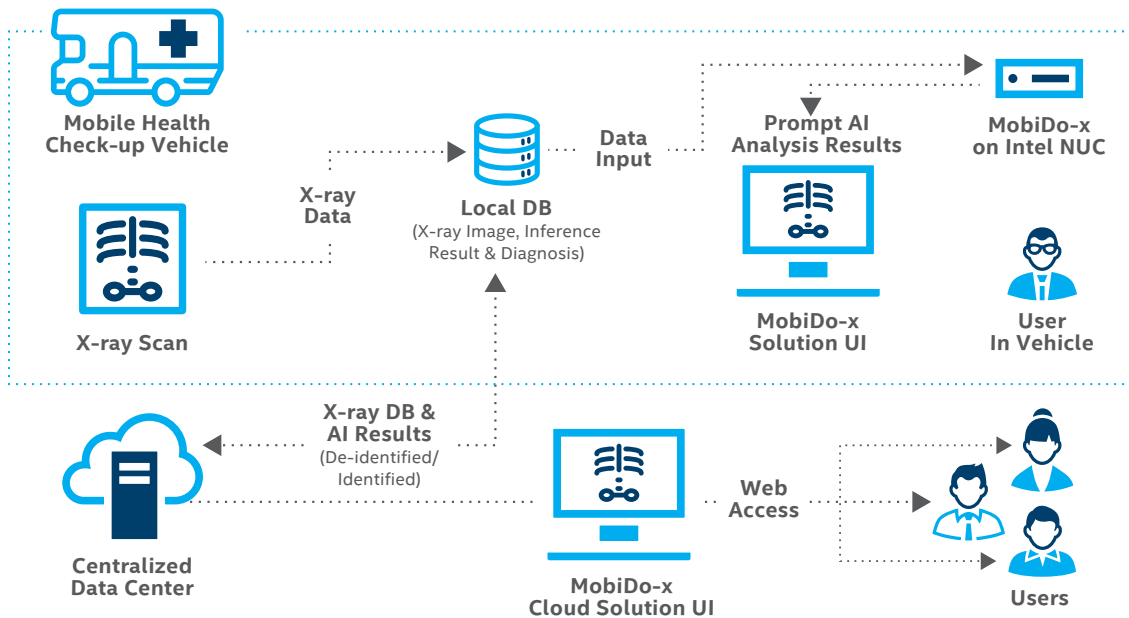 Mobile Health
Check-up Vehicle
X-ray Scan
X-ray
Data
Local DB
(X-ray Image, Inference
Result & Diagnosis)
Data
Input
Prompt AI
Analysis Results
MobiDo-x
Solution UI
MobiDo-x
on Intel NUC
User
In Vehicle
Centralized
Data Center
X-ray DB &
AI Results
(De-identified/
Identified)
MobiDo-x
Cloud Solution UI
Web
Access
Users